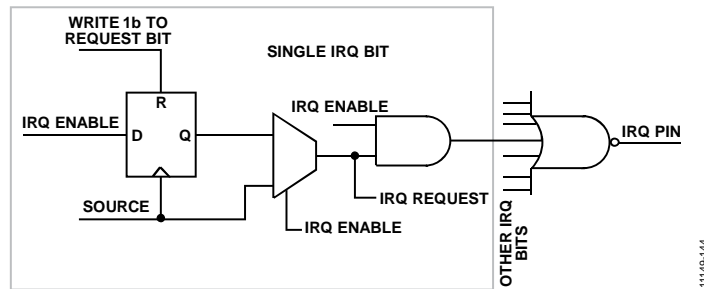 WRITE 1b TO
REQUEST BIT
SINGLE IRQ BIT
R
IRQ ENABLE
IRQ ENABLE
D
Q
IRQ PIN
SOURCE
IRQ REQUEST
IRQ ENABLE
OTHER IRQ
BITS
11149-144